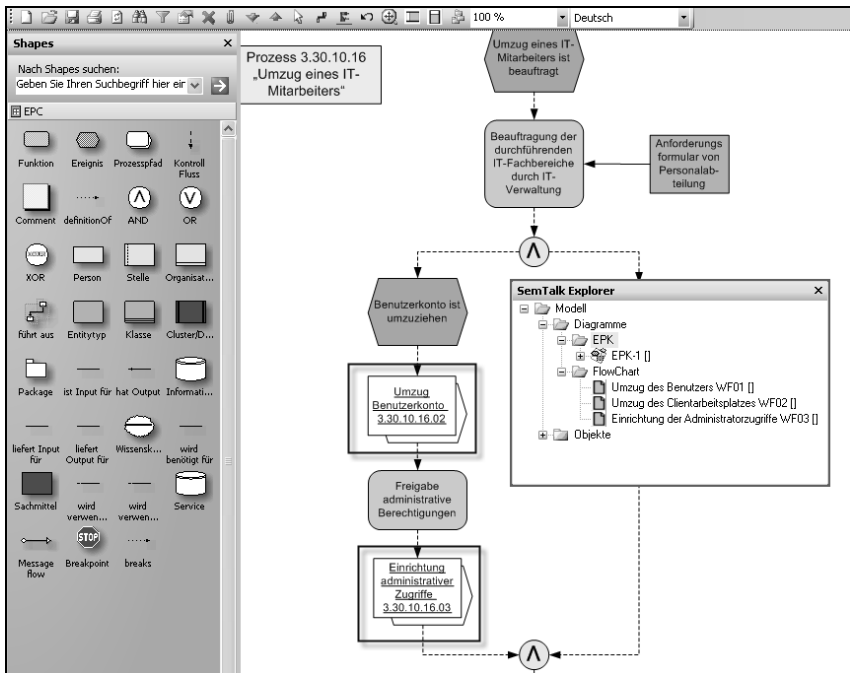 100 %
Deutsch
Shapes
Nach Shapes suchen:
Geben Sie Ihren Suchbegriff hier eir
EPC
Funktion
Ereignis
Prozesspfad
Kontroll
Fluss
Comment
definitionOf
AND
OR
XOR
Person
Stelle
Organisat...
führt aus
Entitytyp
Klasse
Cluster/D...
Package
ist Input für
hat Output
Informati...
liefert Input
für
liefert
Output für
Wissensk...
wird
benötigt für
Sachmittel
wird
verwen...
wird
verwen...
Service
STOP
Message
flow
Breakpoint
breaks
Prozess 3.30.10.16
„Umzug eines IT-
Mitarbeiters“
Umzug eines IT-
Mitarbeiters ist
beauftragt
Beauftragung der
durchführenden
IT-Fachbereiche
durch IT-
Verwaltung
Anforderungs
formular von
Personalab-
teilung
Λ
Benutzerkonto ist
umzuziehen
Umzug
Benutzerkonto
3.30.10.16.02
Freigabe
administrative
Berechtigungen
Einrichtung
administrativer
Zugriffe
3.30.10.16.03
Λ
SemTalk Explorer
Modell
Diagramme
EPK
EPK-1 []
FlowChart
Umzug des Benutzers WF01 []
Umzug des Clientarbeitsplatzes WF02 []
Einrichtung der Administratorzugriffe WF03 []
Objekte